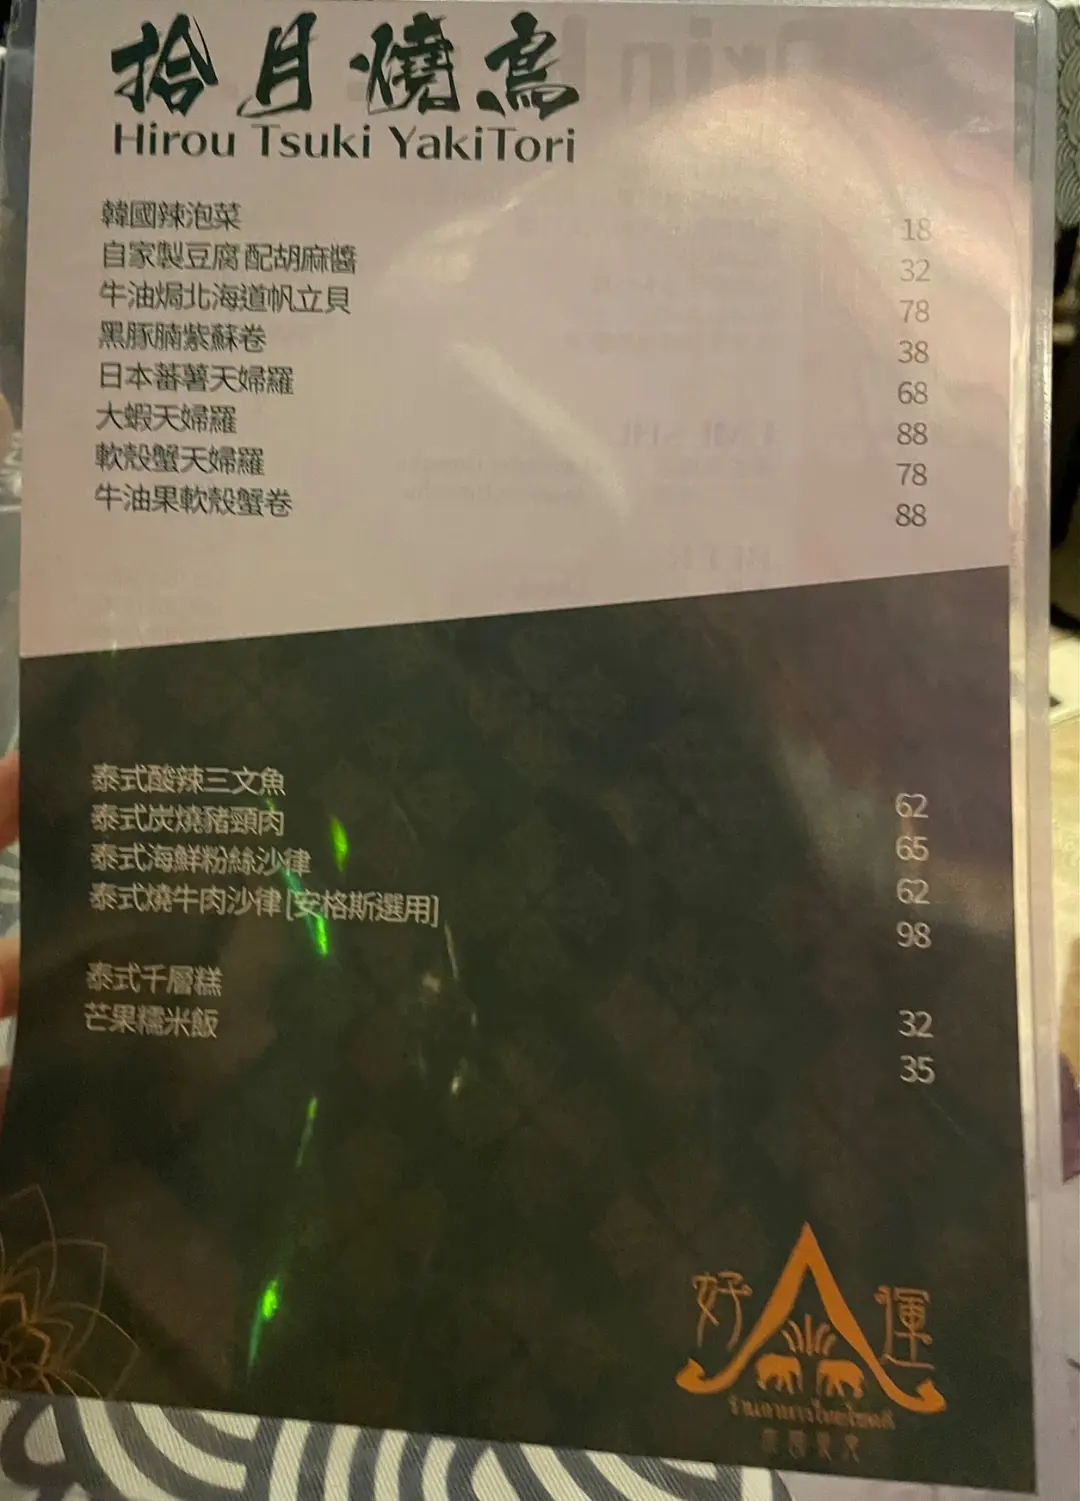 拾月燒鳥
Hirou Tsuki YakiTori
韓國辣泡菜 18
自家製豆腐 配胡麻醬 32
牛油焗北海道帆立貝 78
黑豚腩紫蘇卷 38
日本蕃薯天婦羅 68
大蝦天婦羅 88
軟殼蟹天婦羅 78
牛油果軟殼蟹卷 88
泰式酸辣三文魚 62
泰式炭燒豬頸肉 65
泰式海鮮粉絲沙律 62
泰式燒牛肉沙律 [安格斯選用] 98
泰式千層糕 32
芒果糯米飯 35
好運